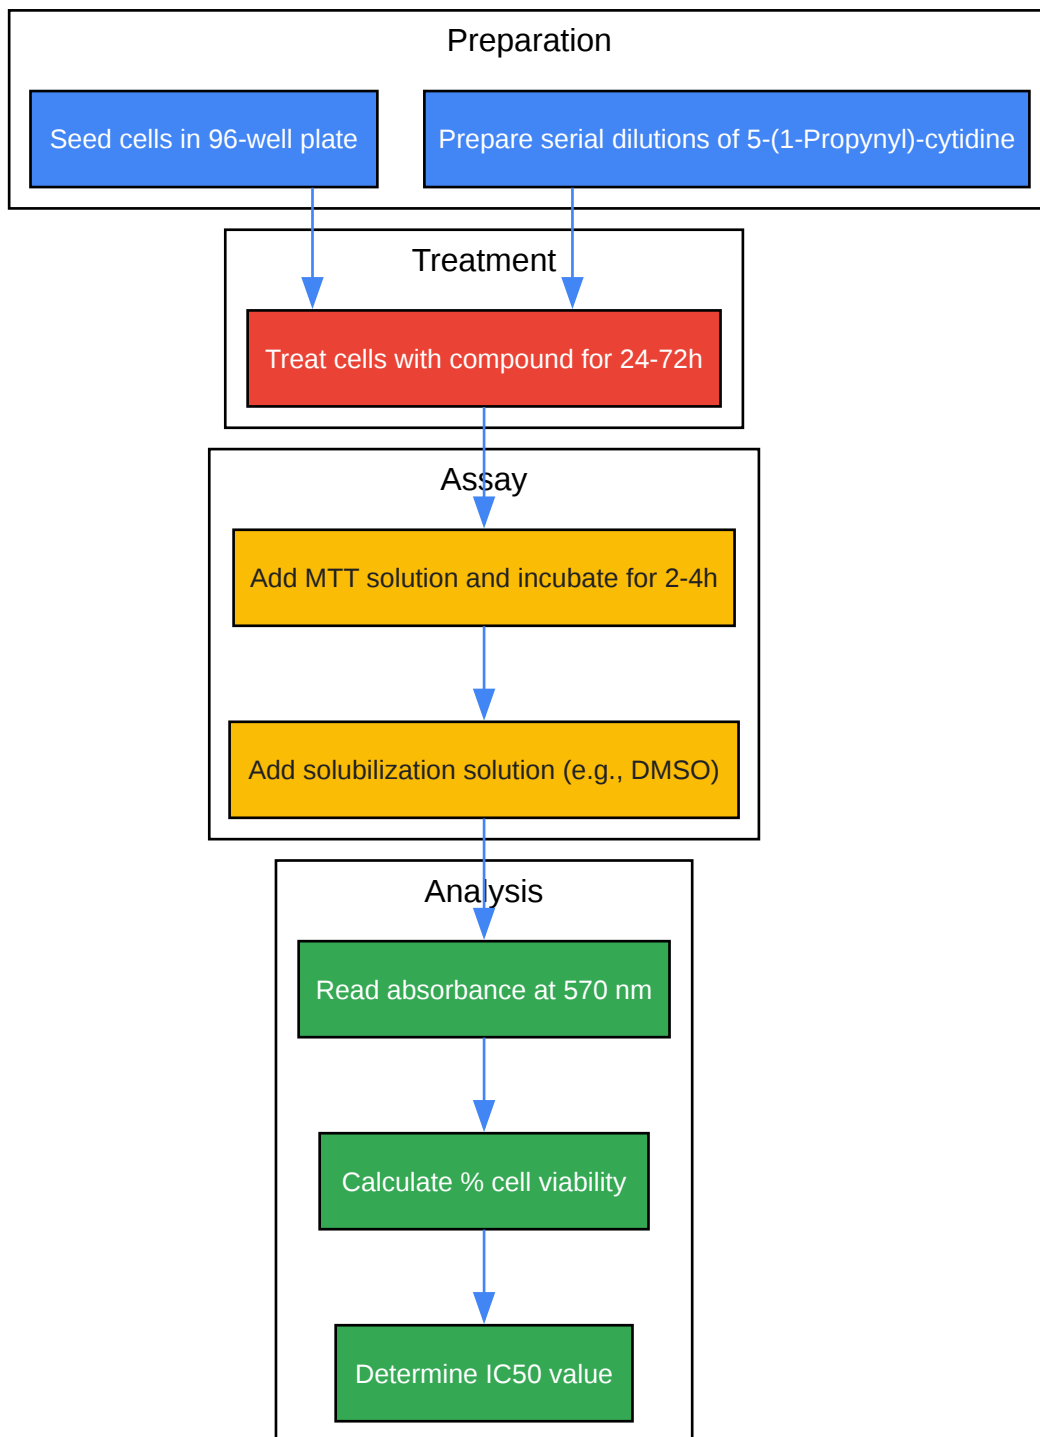 Preparation
Seed cells in 96-well plate
Prepare serial dilutions of 5-(1-Propynyl)-cytidine
Treatment
Treat cells with compound for 24-72h
Assay
Add MTT solution and incubate for 2-4h
Add solubilization solution (e.g., DMSO)
Analysis
Read absorbance at 570 nm
Calculate % cell viability
Determine IC50 value